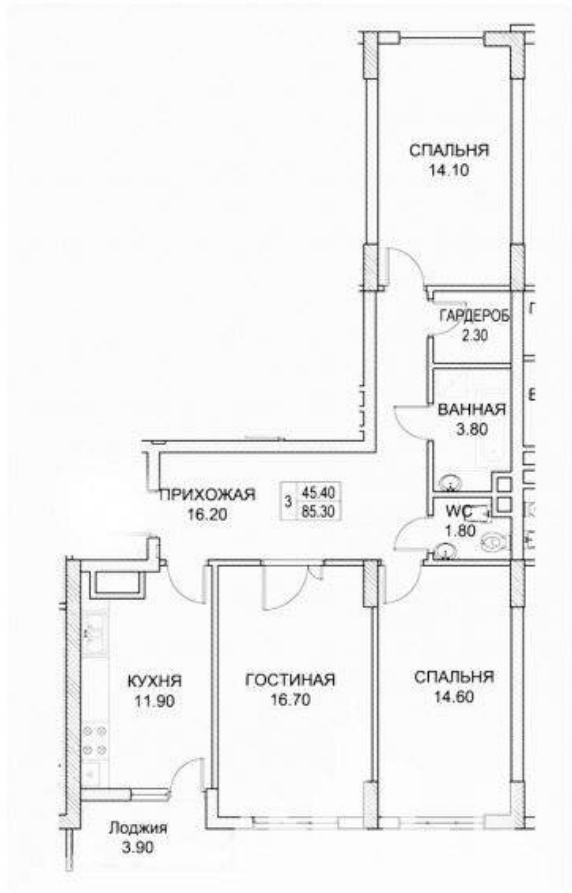 СПАЛЬНЯ
14.10
ГАРДЕРОБ
2.30
ВАННАЯ
3.80
ПРИХОЖАЯ
16.20
3
45.40
85.30
WC
1.80
КУХНЯ
11.90
ГОСТИНАЯ
16.70
СПАЛЬНЯ
14.60
Лоджия
3.90